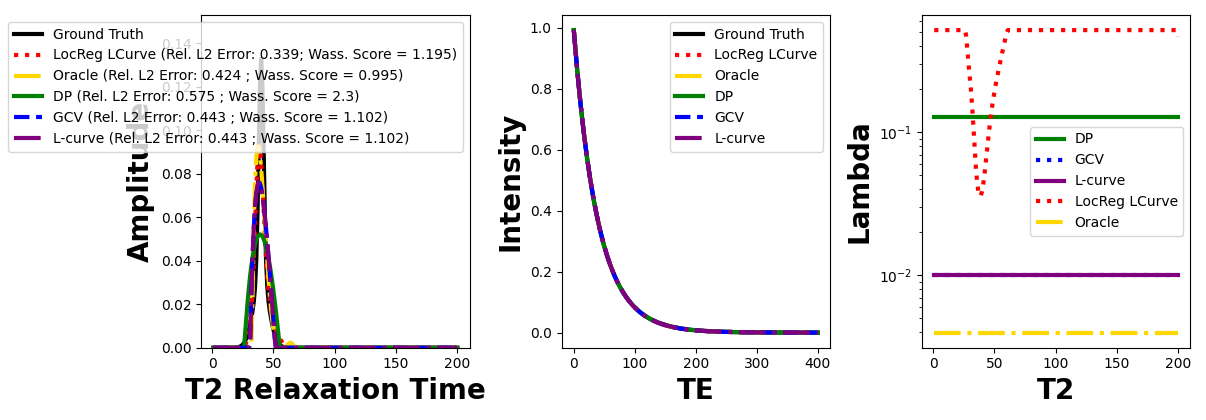 Ground Truth
LocReg LCurve (Rel. L2 Error: 0.339; Wass. Score = 1.195)
Oracle (Rel. L2 Error: 0.424 ; Wass. Score = 0.995)
DP (Rel. L2 Error: 0.575 ; Wass. Score = 2.3)
GCV (Rel. L2 Error: 0.443 ; Wass. Score = 1.102)
L-curve (Rel. L2 Error: 0.443 ; Wass. Score = 1.102)
Amplitude
0.14
0.12
0.10
0.08
0.06
0.04
0.02
0.00
0 50 100 150 200
T2 Relaxation Time
Ground Truth
LocReg LCurve
Oracle
DP
GCV
L-curve
Intensity
1.0
0.8
0.6
0.4
0.2
0.0
0 100 200 300 400
TE
Lambda
10⁻¹
10⁻²
DP
GCV
L-curve
LocReg LCurve
Oracle
0 50 100 150 200
T2